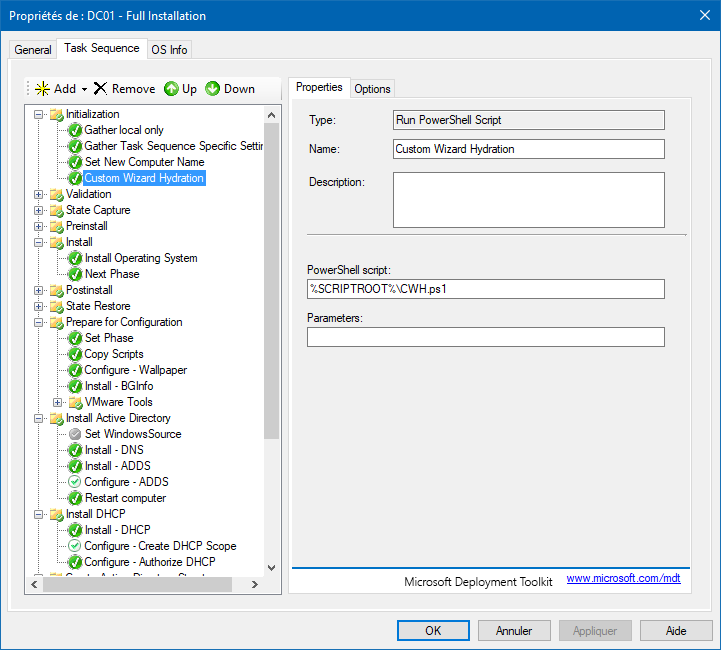 Propriétés de : DC01 - Full Installation
General
Task Sequence
OS Info
Add
Remove
Up
Down
Initialization
Gather local only
Gather Task Sequence Specific Settin
Set New Computer Name
Custom Wizard Hydration
Validation
State Capture
Preinstall
Install
Install Operating System
Next Phase
Postinstall
State Restore
Prepare for Configuration
Set Phase
Copy Scripts
Configure - Wallpaper
Install - BGInfo
VMware Tools
Install Active Directory
Set WindowsSource
Install - DNS
Install - ADDS
Configure - ADDS
Restart computer
Install DHCP
Install - DHCP
Configure - Create DHCP Scope
Configure - Authorize DHCP
Properties
Options
Type:
Run PowerShell Script
Name:
Custom Wizard Hydration
Description:
PowerShell script:
%SCRIPTROOT%\CWH.ps1
Parameters:
Microsoft Deployment Toolkit
www.microsoft.com/mdt
OK
Annuler
Appliquer
Aide